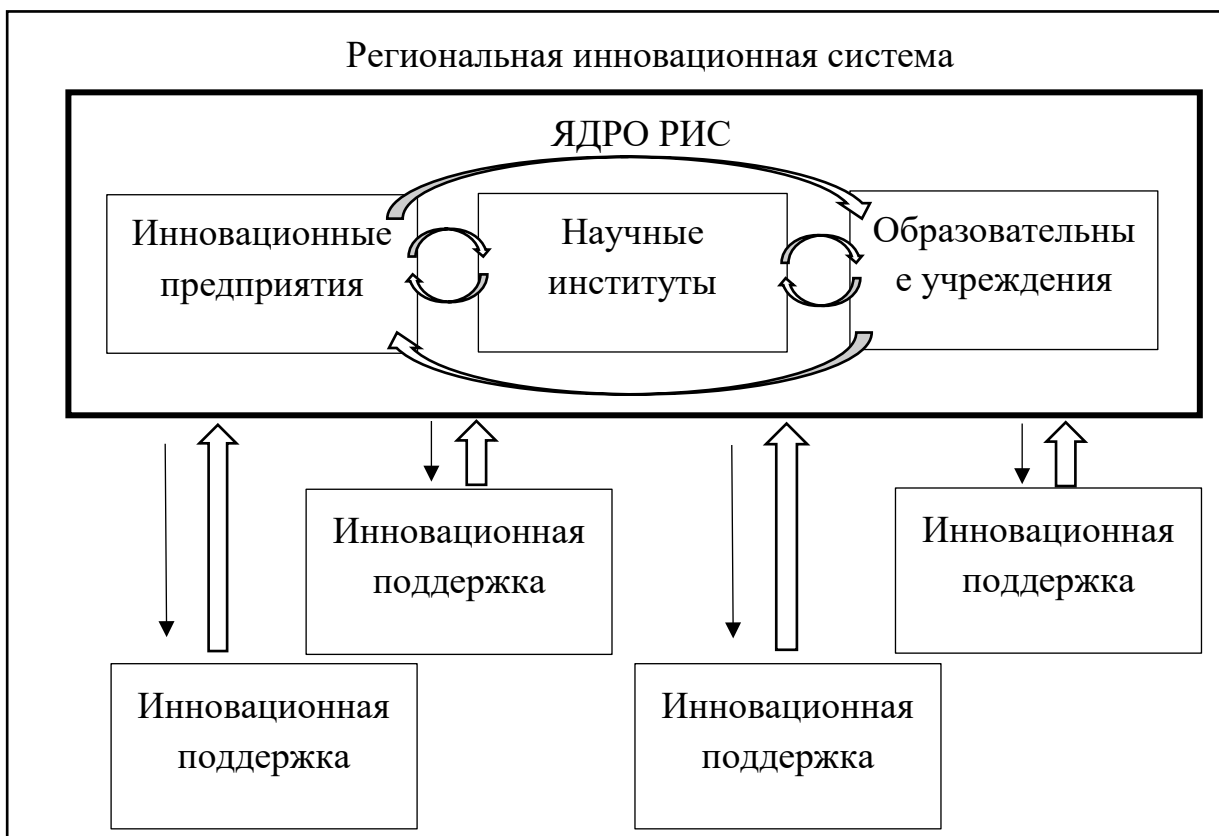 Региональная инновационная система
ЯДРО РИС
Инновационные
предприятия
Научные
институты
Образовательны
е учреждения
Инновационная
поддержка
Инновационная
поддержка
Инновационная
поддержка
Инновационная
поддержка